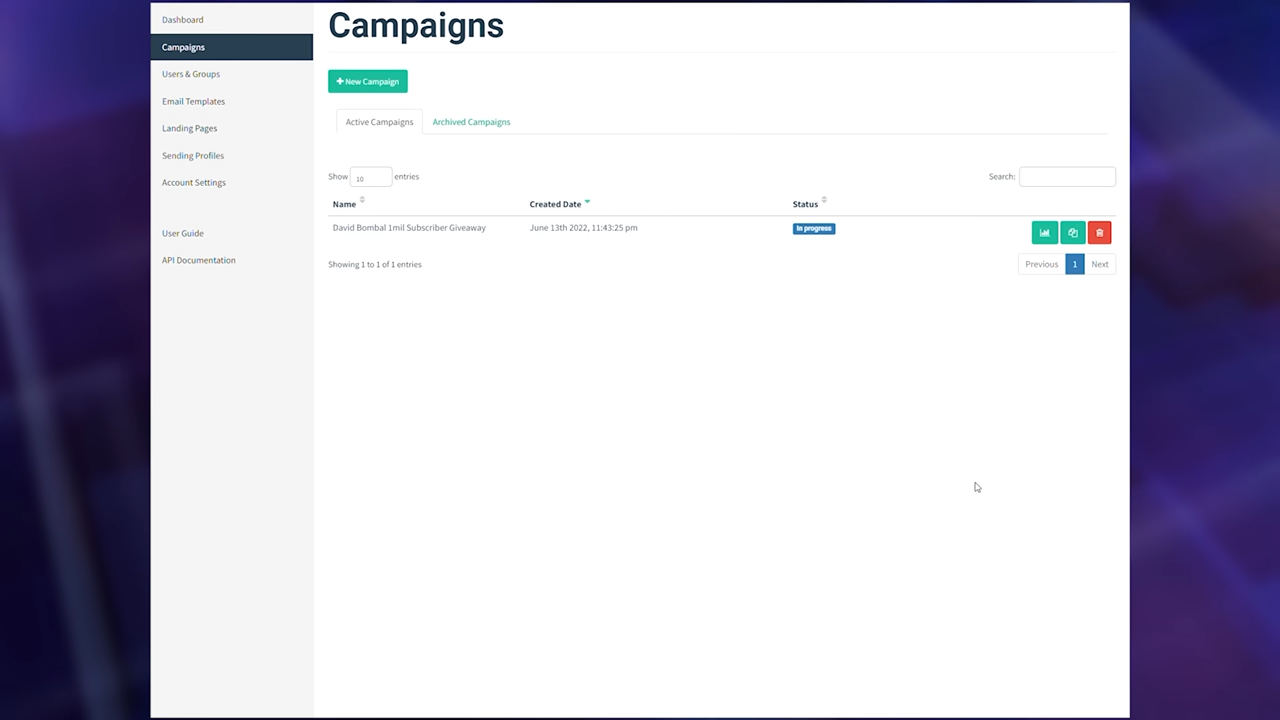 Dashboard
Campaigns
Users & Groups
Email Templates
Landing Pages
Sending Profiles
Account Settings
User Guide
API Documentation
Campaigns
New Campaign
Active Campaigns Archived Campaigns
Show 10 entries Search:
Name Created Date Status
David Bombal 1mil Subscriber Giveaway June 13th 2022, 11:43:25 pm In progress
Showing 1 to 1 of 1 entries Previous 1 Next